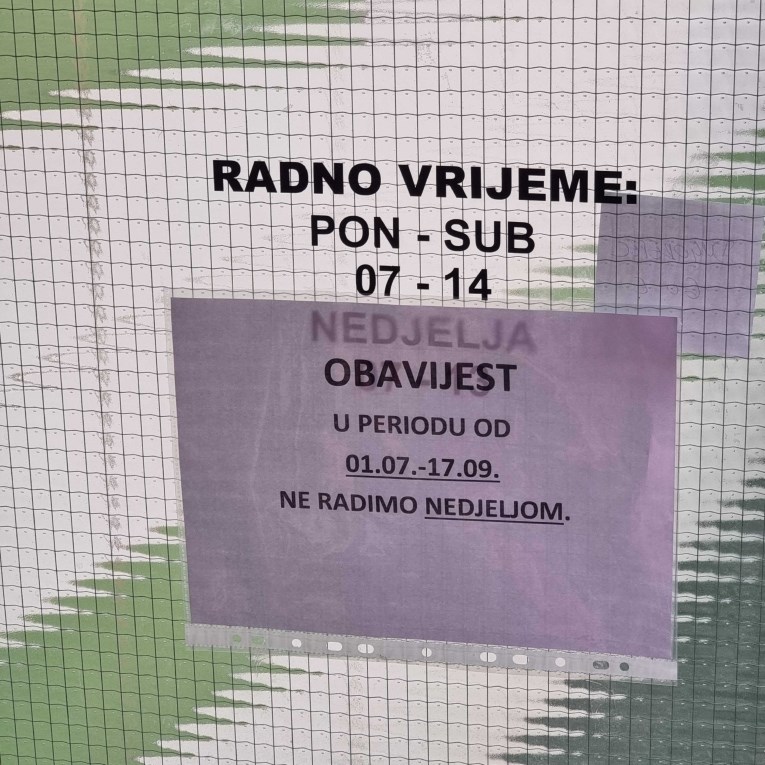 RADNO VRIJEME:
PON - SUB
07 - 14
NEDJELJA
OBAVIJEST
U PERIODU OD
01.07.-17.09.
NE RADIMO NEDJELJOM.